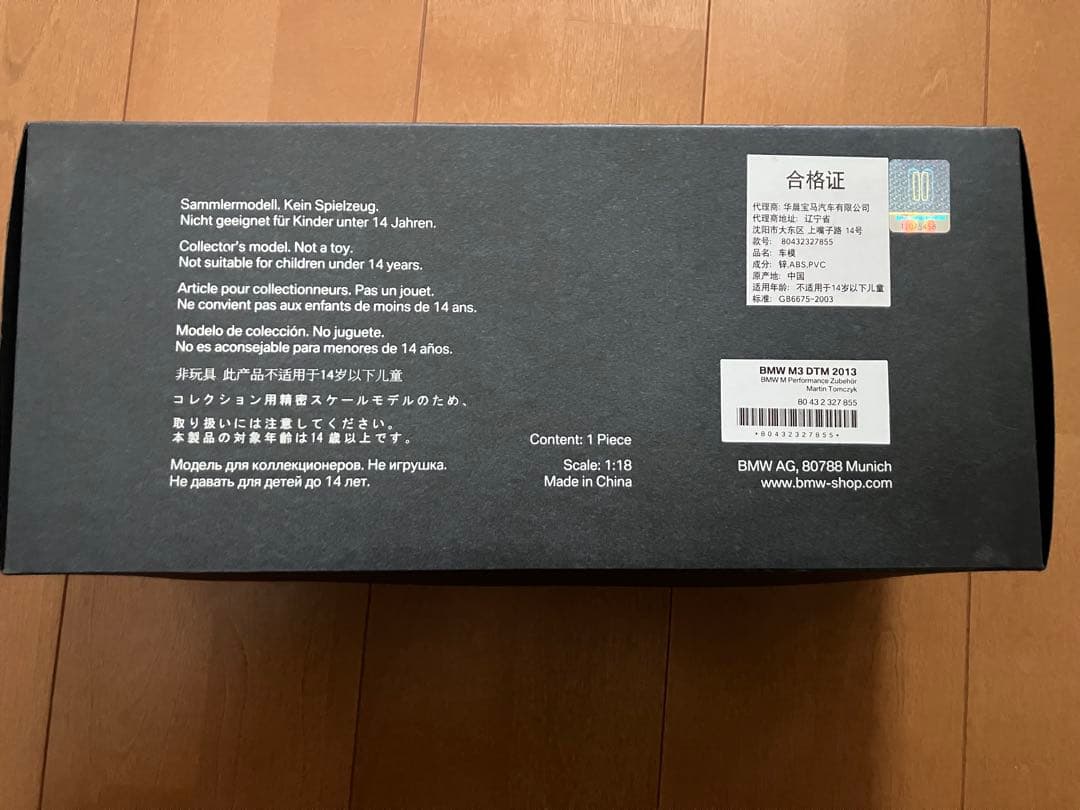 Sammlermodell. Kein Spielzeug.
Nicht geeignet für Kinder unter 14 Jahren.
Collector's model. Not a toy.
Not suitable for children under 14 years.
Article pour collectionneurs. Pas un jouet.
Ne convient pas aux enfants de moins de 14 ans.
Modelo de colección. No juguete.
No es aconsejable para menores de 14 años.
非玩具 此产品不适用于14岁以下儿童
コレクション用精密スケールモデルのため、
取り扱いには注意してください。
本製品の対象年齢は14歳以上です。
Модель для коллекционеров. Не игрушка.
Не давать для детей до 14 лет.
Content: 1 Piece
Scale: 1:18
Made in China
合格证
代理商: 华晨宝马汽车有限公司
代理商地址: 辽宁省
沈阳市大东区 上嘴子路 14号
款号: 80432327855
品名: 车模
成分: 锌,ABS,PVC
原产地: 中国
适用年龄: 不适用于14岁以下儿童
标准: GB6675-2003
BMW M3 DTM 2013
BMW M Performance Zubehör
Martin Tomczyk
80 43 2 327 855
*80432327855*
BMW AG, 80788 Munich
www.bmw-shop.com